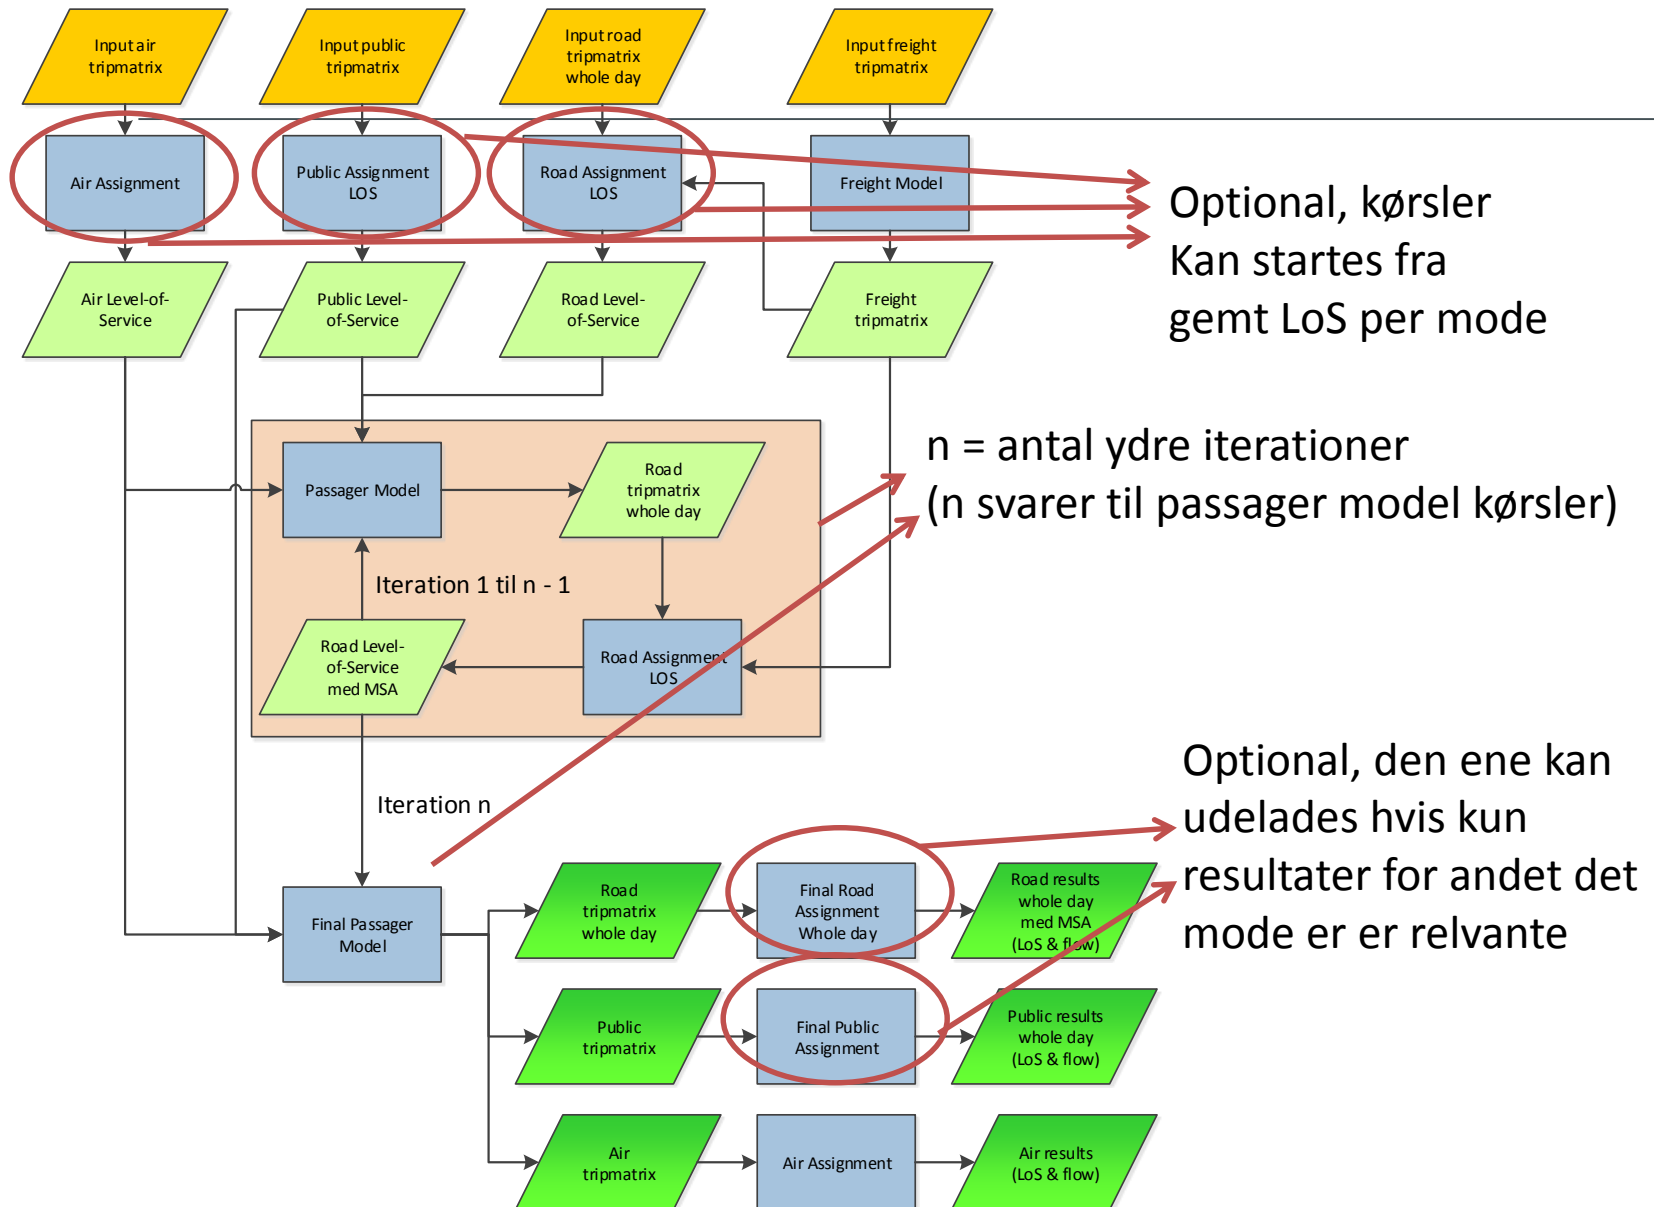 Input air
tripmatrix
Input public
tripmatrix
Input road
tripmatrix
whole day
Input freight
tripmatrix
Air Assignment
Public Assignment
LOS
Road Assignment
LOS
Freight Model
Optional, kørsler
Kan startes fra
gemt LoS per mode
Air Level-of-
Service
Public Level-
of-Service
Road Level-
of-Service
Freight
tripmatrix
n = antal ydre iterationer
(n svarer til passager model kørsler)
Passager Model
Road
tripmatrix
whole day
Iteration 1 til n - 1
Road Level-
of-Service
med MSA
Road Assignment
LOS
Iteration n
Optional, den ene kan
udelades hvis kun
resultater for andet det
mode er er relvante
Final Passager
Model
Road
tripmatrix
whole day
Final Road
Assignment
Whole day
Road results
whole day
med MSA
(LoS & flow)
Public
tripmatrix
Final Public
Assignment
Public results
whole day
(LoS & flow)
Air
tripmatrix
Air Assignment
Air results
(LoS & flow)